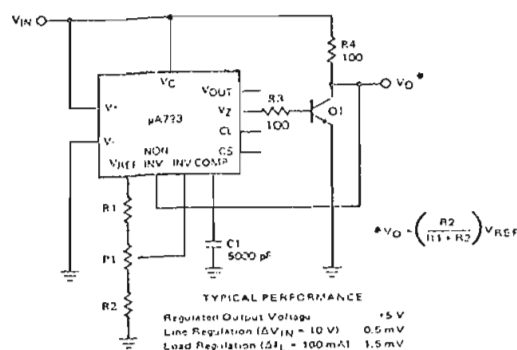 VIN
R4
100
VC
VOUT
R3
VZ
VO*
V+
µA723
100
Q1
CL
V-
CS
NON
VREF INV INV COMP
R1
C1
5000 pF
P1
*VO = (R2 / R1 + R2) VREF
R2
TYPICAL PERFORMANCE
Regulated Output Voltage +5 V
Line Regulation (ΔVIN = 10 V) 0.5 mV
Load Regulation (ΔIL = 100 mA) 1.5 mV